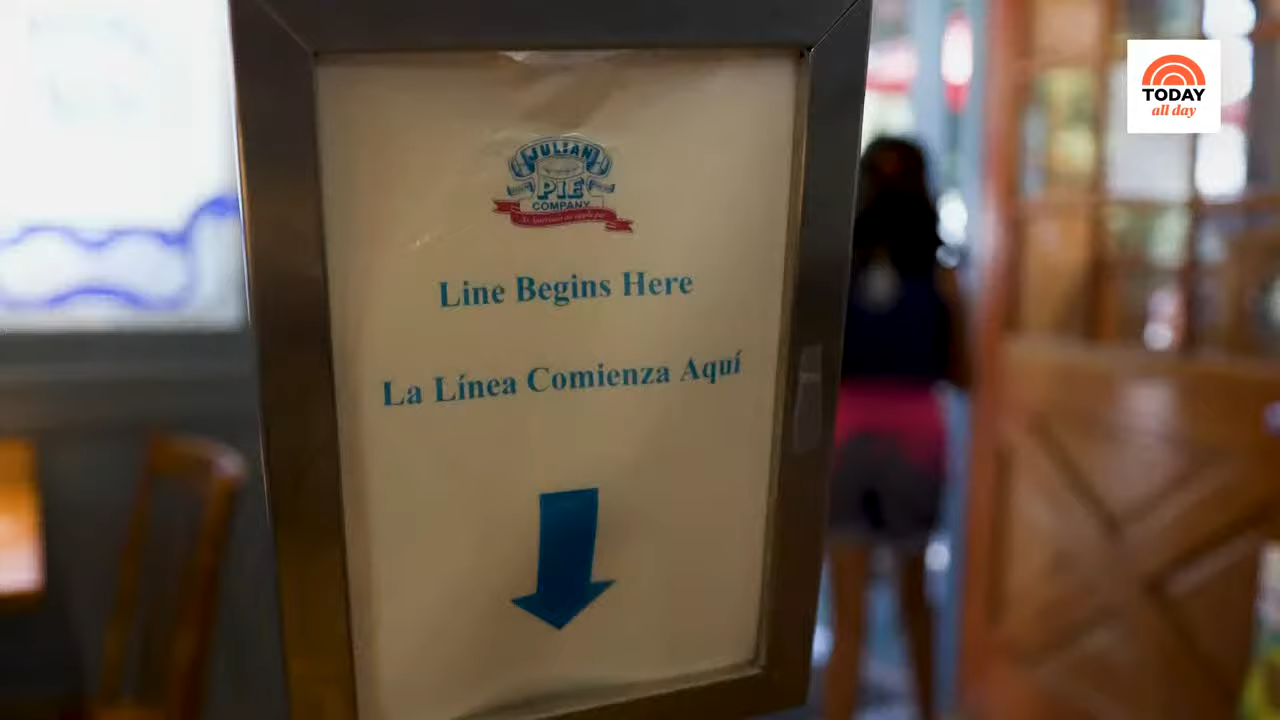 JULIAN
PIE
COMPANY
Line Begins Here
La Línea Comienza Aquí
TODAY
all day